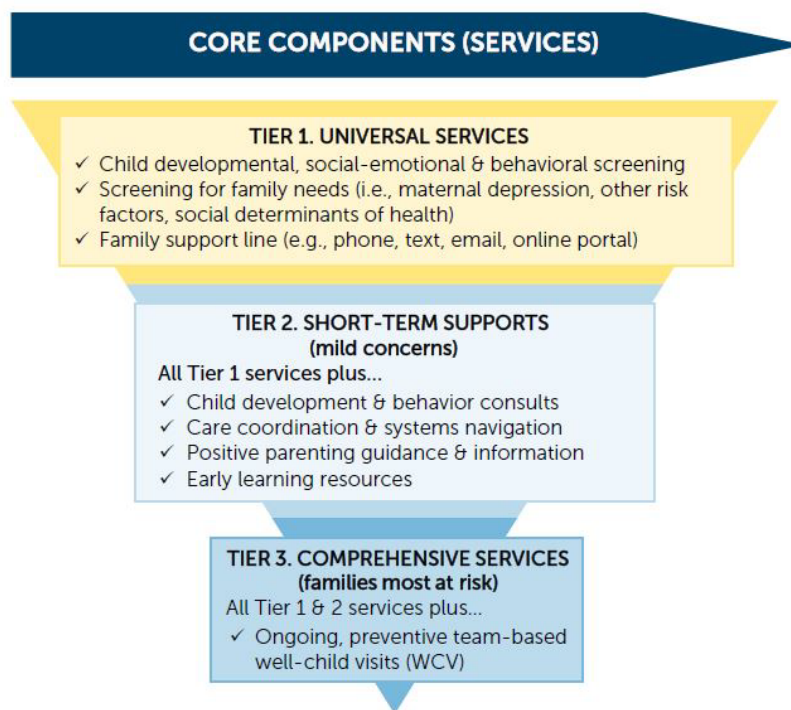 CORE COMPONENTS (SERVICES)
TIER 1. UNIVERSAL SERVICES
✓ Child developmental, social-emotional & behavioral screening
✓ Screening for family needs (i.e., maternal depression, other risk
factors, social determinants of health)
✓ Family support line (e.g., phone, text, email, online portal)
TIER 2. SHORT-TERM SUPPORTS
(mild concerns)
All Tier 1 services plus...
✓ Child development & behavior consults
✓ Care coordination & systems navigation
✓ Positive parenting guidance & information
✓ Early learning resources
TIER 3. COMPREHENSIVE SERVICES
(families most at risk)
All Tier 1 & 2 services plus...
✓ Ongoing, preventive team-based
well-child visits (WCV)